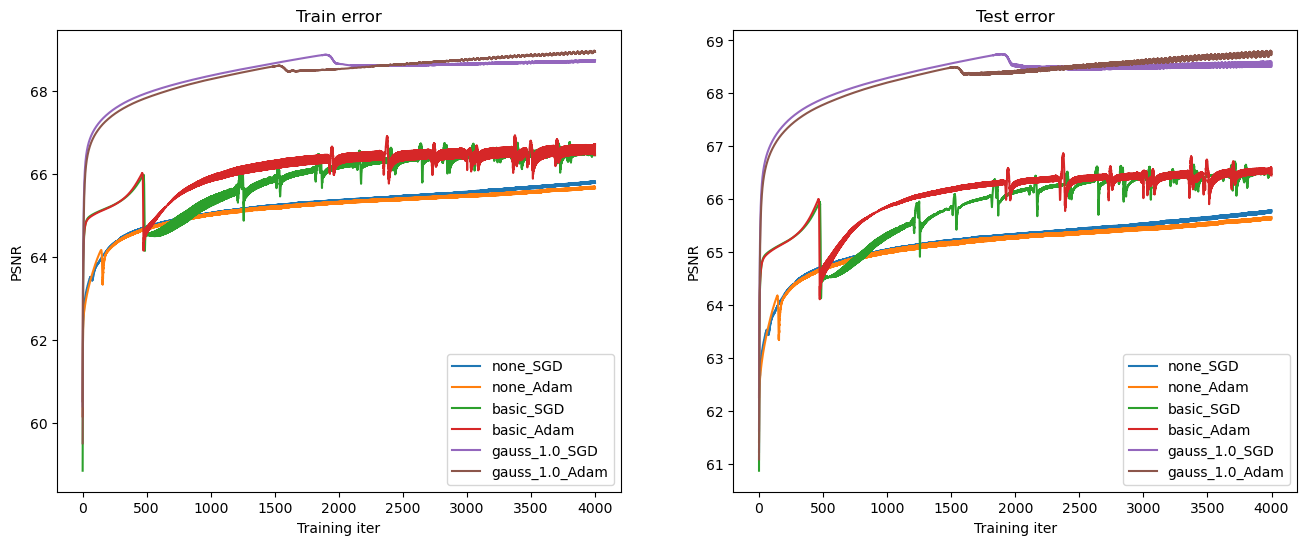 Train error
PSNR
68
66
64
62
60
0 500 1000 1500 2000 2500 3000 3500 4000
Training iter
none_SGD
none_Adam
basic_SGD
basic_Adam
gauss_1.0_SGD
gauss_1.0_Adam
Test error
PSNR
69
68
67
66
65
64
63
62
61
0 500 1000 1500 2000 2500 3000 3500 4000
Training iter
none_SGD
none_Adam
basic_SGD
basic_Adam
gauss_1.0_SGD
gauss_1.0_Adam